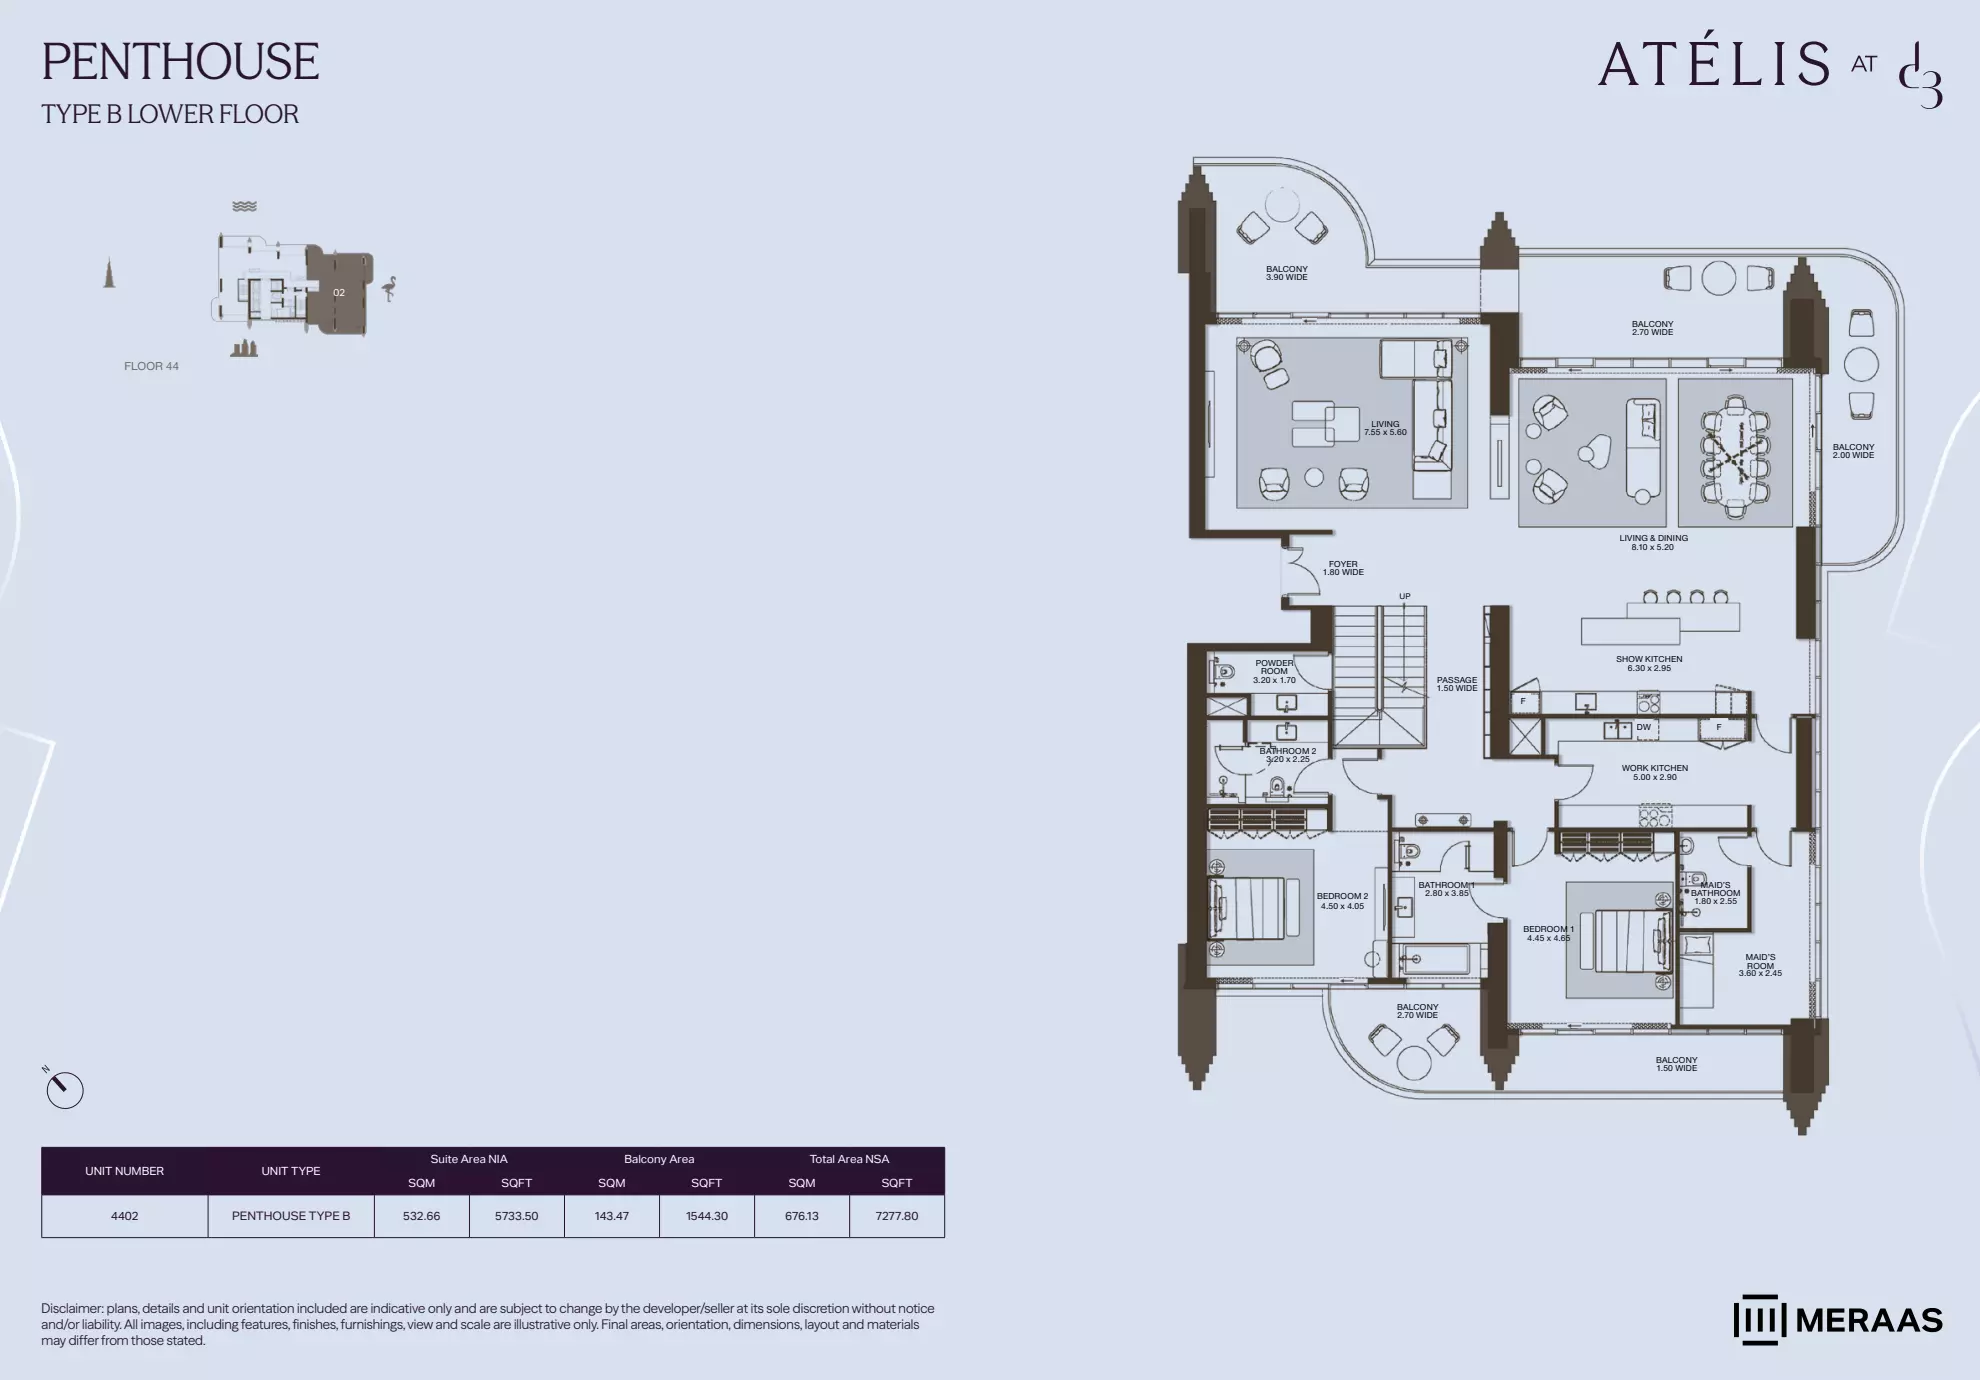 PENTHOUSE
TYPE B LOWER FLOOR
ATÉLIS AT d3
02
FLOOR 44
BALCONY
3.90 WIDE
BALCONY
2.70 WIDE
BALCONY
2.00 WIDE
LIVING
7.55 x 5.60
LIVING & DINING
8.10 x 5.20
FOYER
1.80 WIDE
UP
SHOW KITCHEN
6.30 x 2.95
POWDER
ROOM
3.20 x 1.70
PASSAGE
1.50 WIDE
F
DW
F
BATHROOM 2
3.20 x 2.25
WORK KITCHEN
5.00 x 2.90
BEDROOM 2
4.50 x 4.05
BATHROOM 1
2.80 x 3.85
MAID'S
BATHROOM
1.80 x 2.55
BEDROOM 1
4.45 x 4.65
MAID'S
ROOM
3.60 x 2.45
BALCONY
2.70 WIDE
BALCONY
1.50 WIDE
N
UNIT NUMBER UNIT TYPE Suite Area NIA Balcony Area Total Area NSA
SQM SQFT SQM SQFT SQM SQFT
4402 PENTHOUSE TYPE B 532.66 5733.50 143.47 1544.30 676.13 7277.80
Disclaimer: plans, details and unit orientation included are indicative only and are subject to change by the developer/seller at its sole discretion without notice
and/or liability. All images, including features, finishes, furnishings, view and scale are illustrative only. Final areas, orientation, dimensions, layout and materials
may differ from those stated.
MERAAS